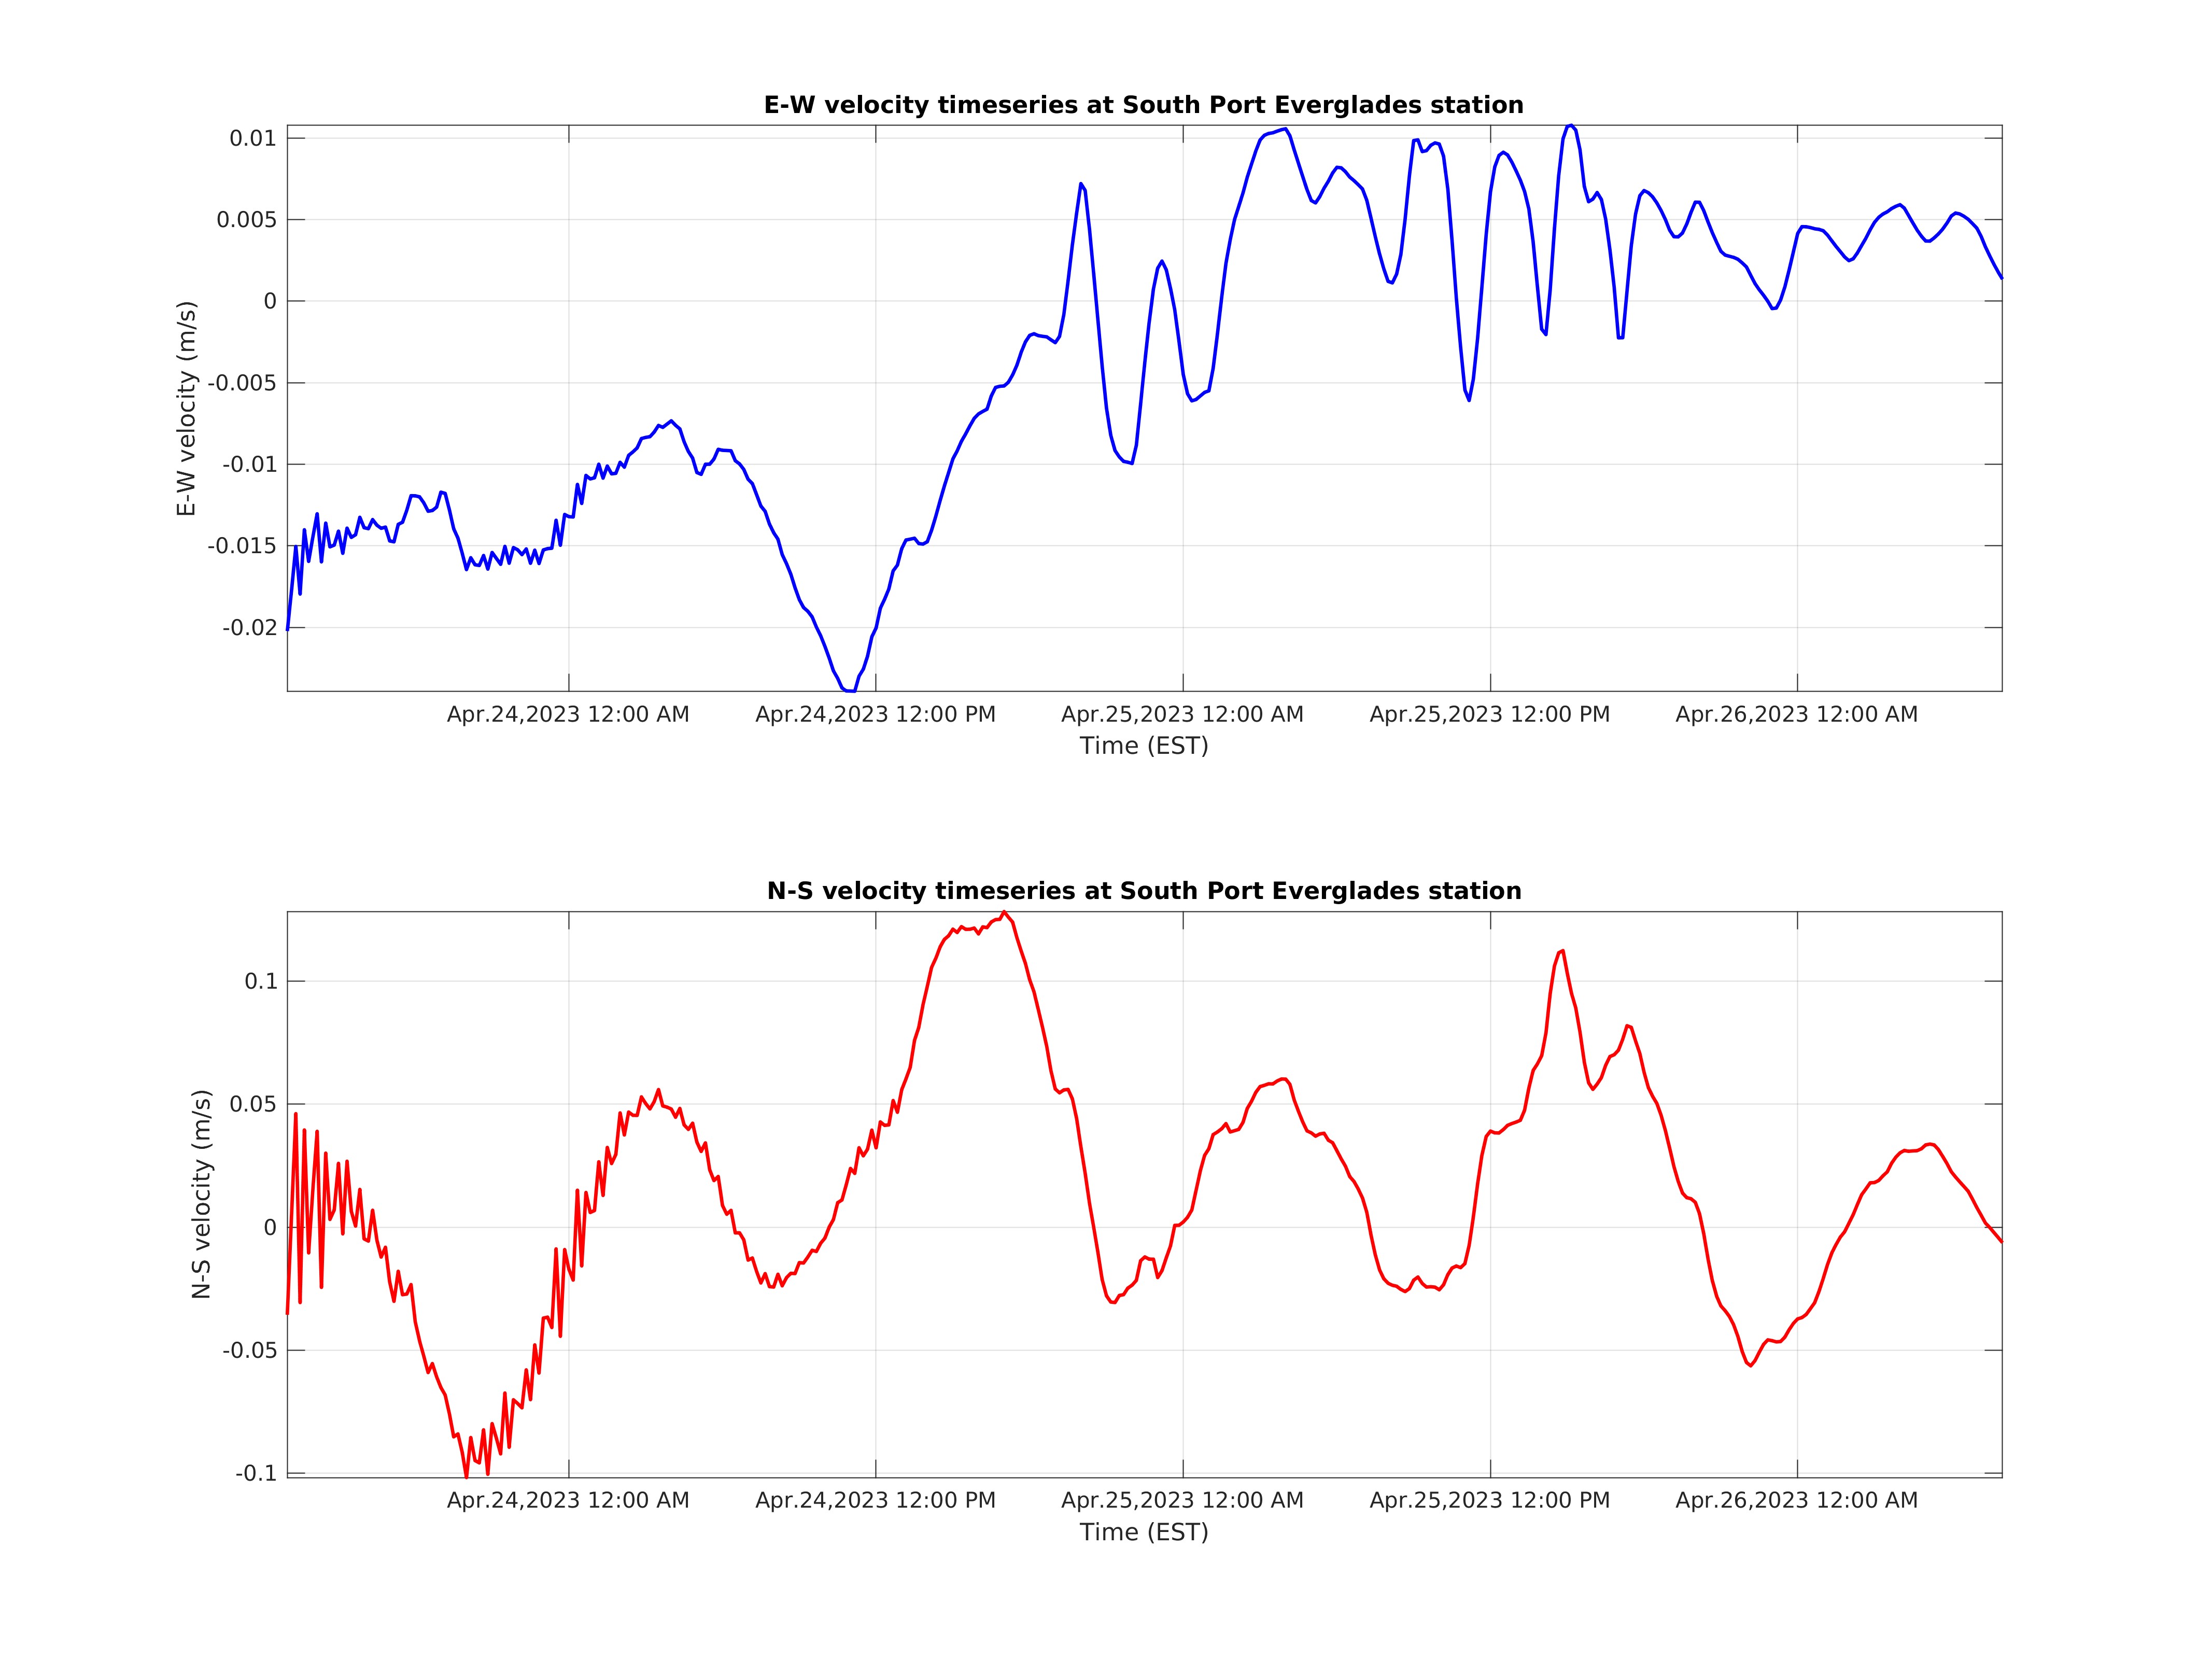 E-W velocity timeseries at South Port Everglades station
0.01
0.005
0
-0.005
-0.01
-0.015
-0.02
E-W velocity (m/s)
Apr.24,2023 12:00 AM Apr.24,2023 12:00 PM Apr.25,2023 12:00 AM Apr.25,2023 12:00 PM Apr.26,2023 12:00 AM
Time (EST)
N-S velocity timeseries at South Port Everglades station
0.1
0.05
0
-0.05
-0.1
N-S velocity (m/s)
Apr.24,2023 12:00 AM Apr.24,2023 12:00 PM Apr.25,2023 12:00 AM Apr.25,2023 12:00 PM Apr.26,2023 12:00 AM
Time (EST)